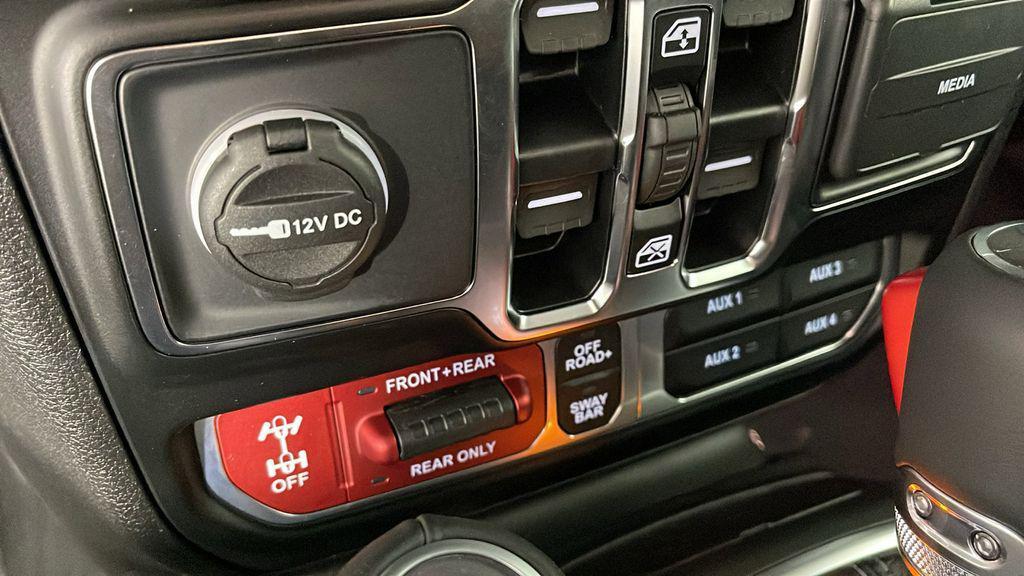 12V DC
MEDIA
AUX 1
AUX 3
AUX 2
AUX 4
OFF
ROAD+
SWAY
BAR
FRONT+REAR
REAR ONLY
OFF